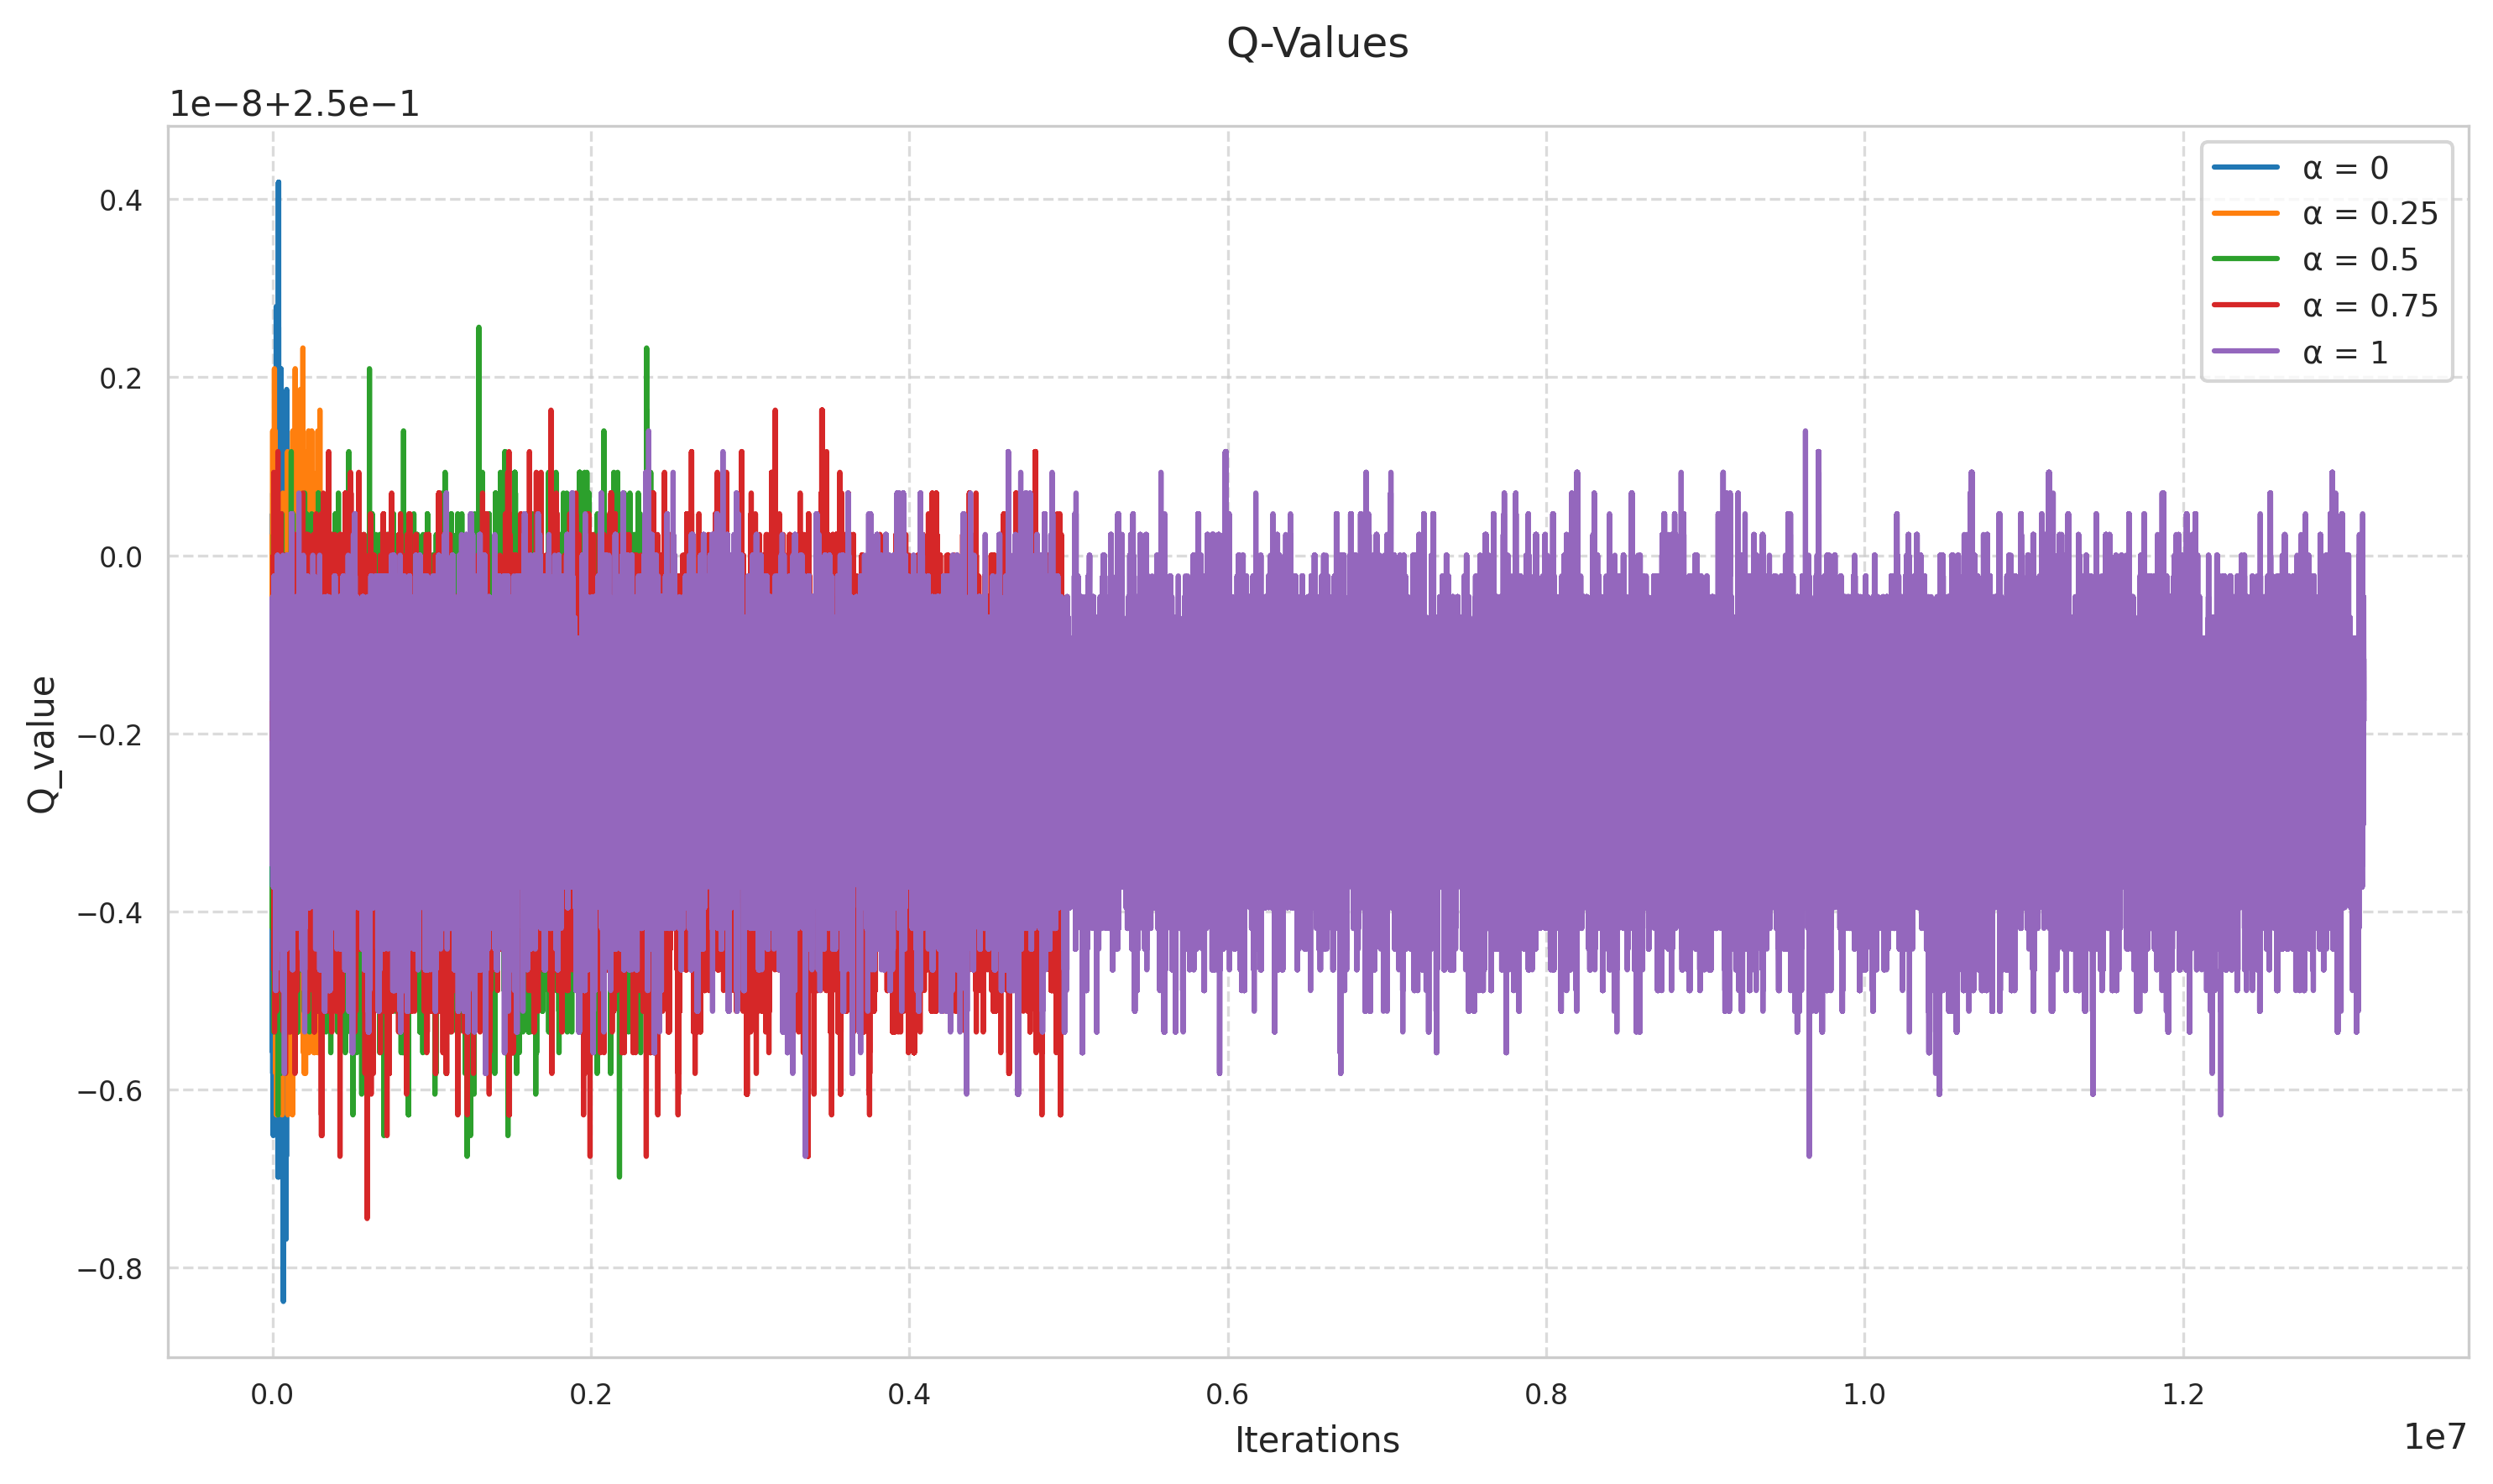 Q-Values
1e−8+2.5e−1
α = 0
α = 0.25
α = 0.5
α = 0.75
α = 1
0.4
0.2
0.0
−0.2
−0.4
−0.6
−0.8
Q_value
0.0 0.2 0.4 0.6 0.8 1.0 1.2
Iterations
1e7